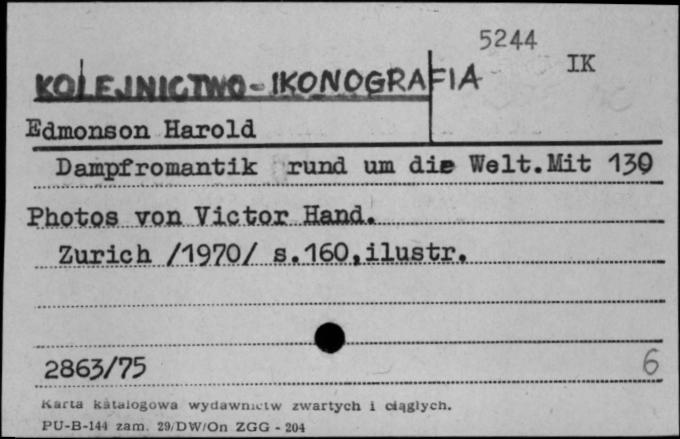 5244
IK
KOLEJNICTWO-IKONOGRAFIA
Edmonson Harold
Dampfromantik rund um die Welt.Mit 130
Photos von Victor Hand.
Zurich /1970/ s.160,ilustr.
2863/75
6
Karta katalogowa wydawnictw zwartych i ciągłych.
PU-B-144 zam. 29/DW/On ZGG - 204